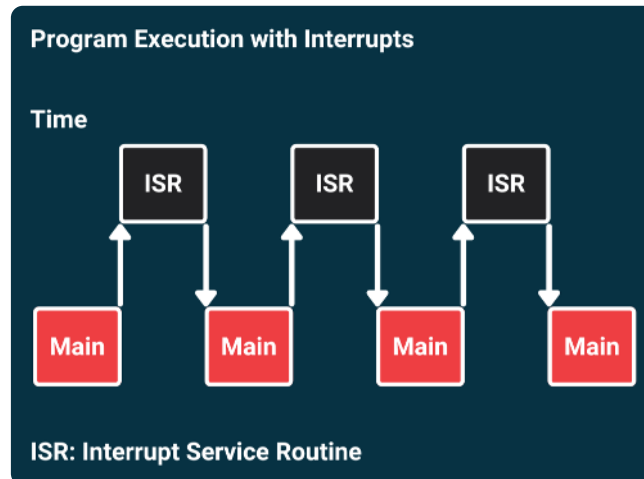 Program Execution with Interrupts
Time
ISR ISR ISR
Main Main Main Main
ISR: Interrupt Service Routine